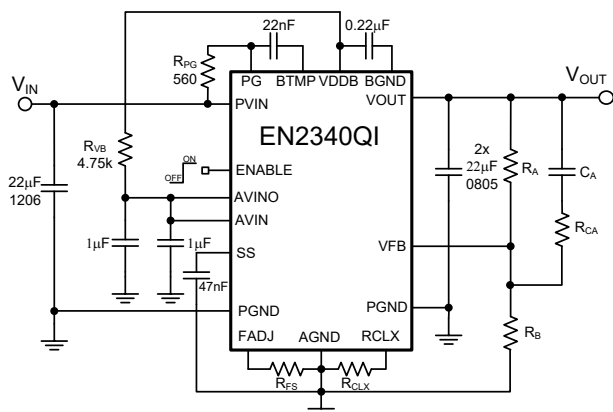 22nF
0.22µF
R_PG
560
PG
BTMP
VDDB
BGND
V_IN
V_OUT
PVIN
VOUT
EN2340QI
R_VB
4.75k
ON
OFF
ENABLE
2x
22µF
0805
R_A
C_A
22µF
1206
AVINO
AVIN
1µF
1µF
SS
VFB
R_CA
47nF
PGND
PGND
R_B
FADJ
AGND
RCLX
R_FS
R_CLX